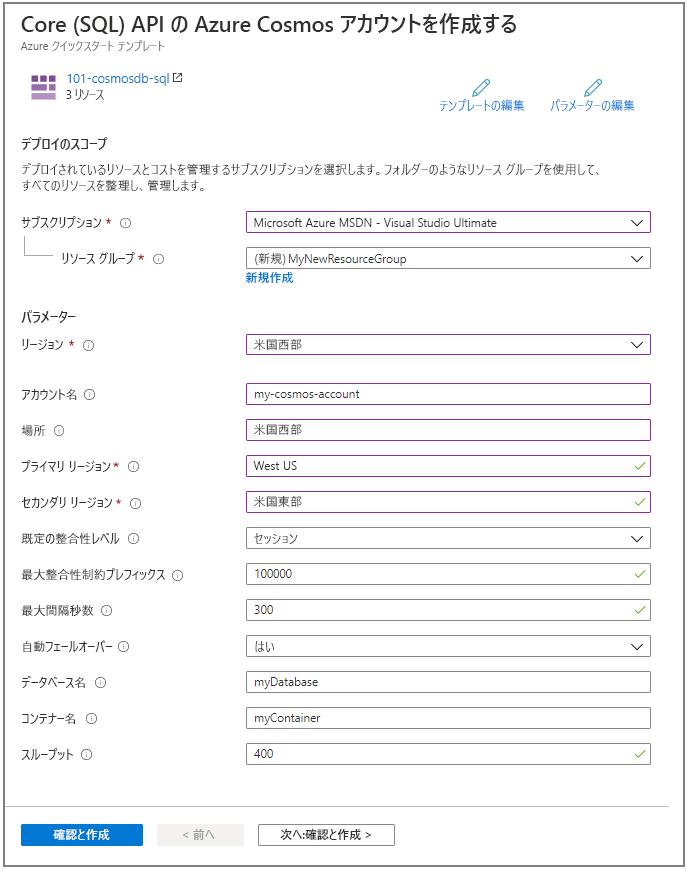 Core (SQL) API の Azure Cosmos アカウントを作成する
Azure クイックスタート テンプレート
101-cosmosdb-sql
3 リソース
テンプレートの編集 パラメーターの編集
デプロイのスコープ
デプロイされているリソースとコストを管理するサブスクリプションを選択します。フォルダーのようなリソース グループを使用して、
すべてのリソースを整理し、管理します。
サブスクリプション * Microsoft Azure MSDN - Visual Studio Ultimate
リソース グループ * (新規) MyNewResourceGroup
新規作成
パラメーター
リージョン * 米国西部
アカウント名 my-cosmos-account
場所 米国西部
プライマリ リージョン * West US
セカンダリ リージョン * 米国東部
既定の整合性レベル セッション
最大整合性制約プレフィックス 100000
最大間隔秒数 300
自動フェールオーバー はい
データベース名 myDatabase
コンテナー名 myContainer
スループット 400
確認と作成 < 前へ 次へ:確認と作成 >